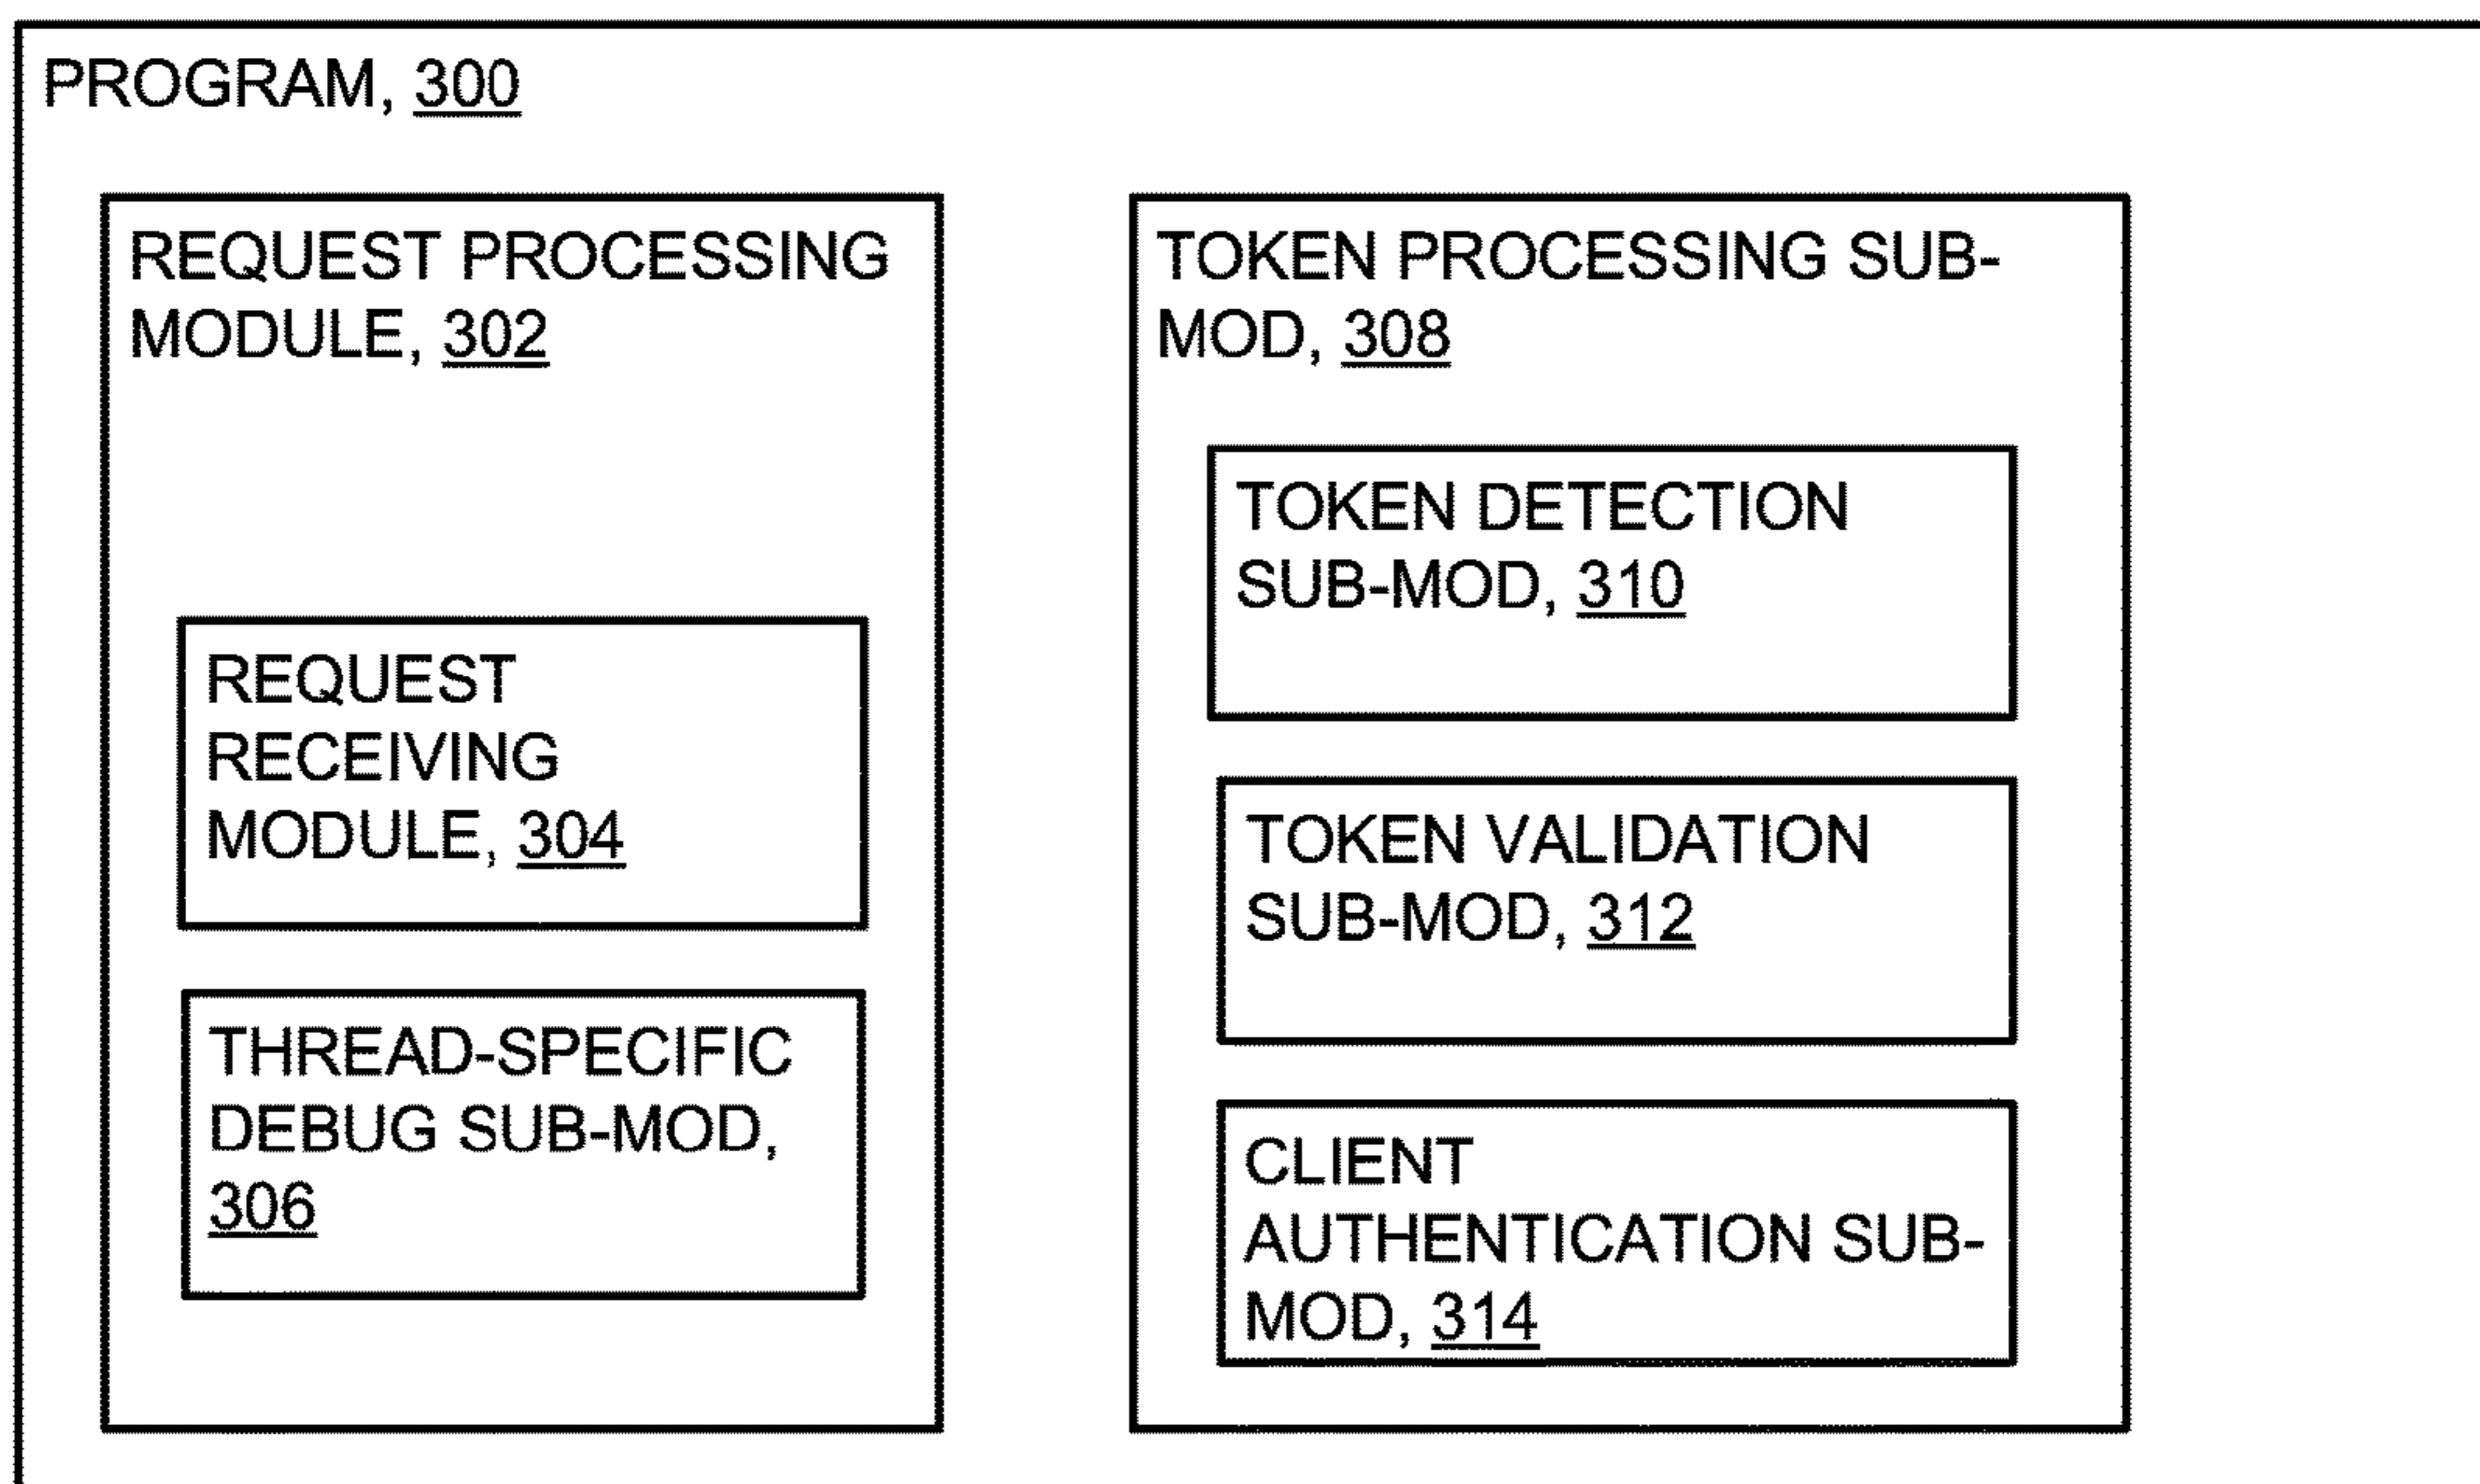 PROGRAM, 300
REQUEST PROCESSING
MODULE, 302
REQUEST
RECEIVING
MODULE, 304
THREAD-SPECIFIC
DEBUG SUB-MOD,
306
TOKEN PROCESSING SUB-
MOD, 308
TOKEN DETECTION
SUB-MOD, 310
TOKEN VALIDATION
SUB-MOD, 312
CLIENT
AUTHENTICATION SUB-
MOD, 314